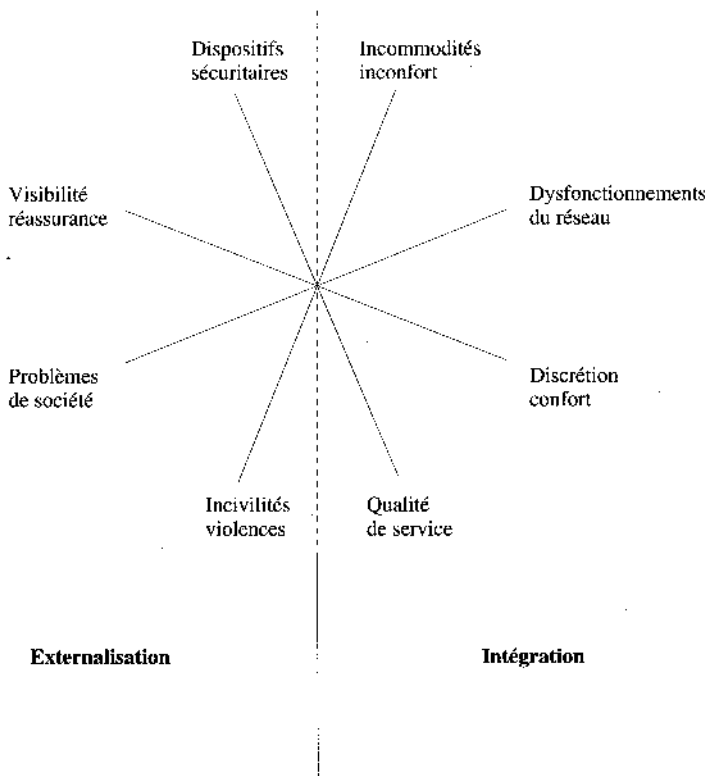 Dispositifs
sécuritaires
Incommodités
inconfort
Visibilité
réassurance
Dysfonctionnements
du réseau
Problèmes
de société
Discrétion
confort
Incivilités
violences
Qualité
de service
Externalisation
Intégration